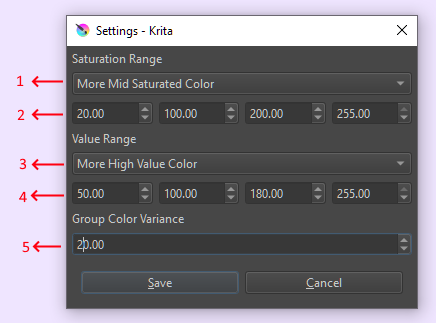 Settings - Krita
Saturation Range
1 More Mid Saturated Color
2 20.00 100.00 200.00 255.00
Value Range
3 More High Value Color
4 50.00 100.00 180.00 255.00
Group Color Variance
5 20.00
Save Cancel